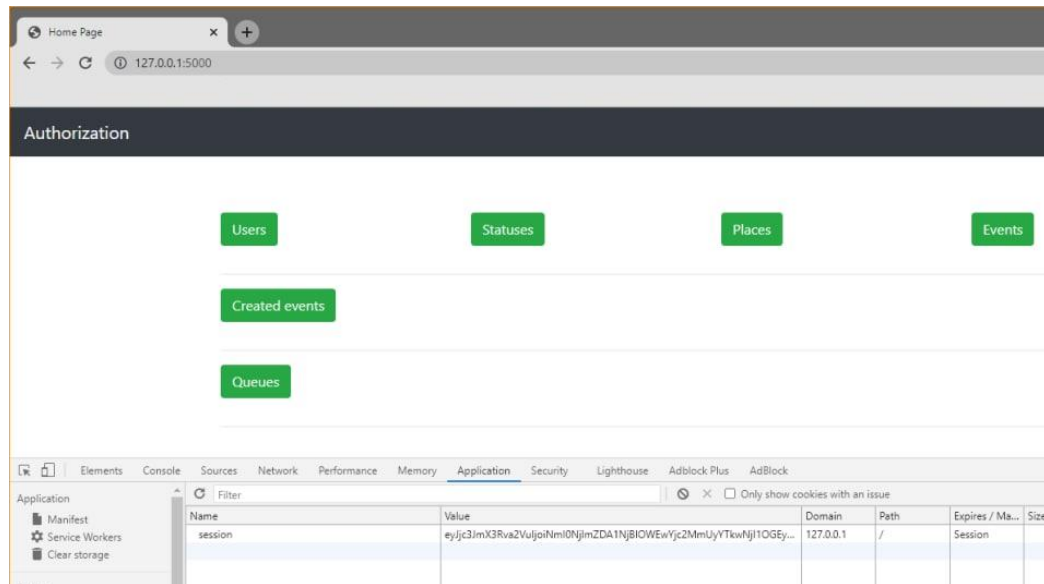 Home Page
127.0.0.1:5000
Authorization
Users Statuses Places Events
Created events
Queues
Elements Console Sources Network Performance Memory Application Security Lighthouse Adblock Plus AdBlock
Application Filter Only show cookies with an issue
Manifest Name Value Domain Path Expires / Ma... Size
Service Workers session 127.0.0.1 / Session
Clear storage